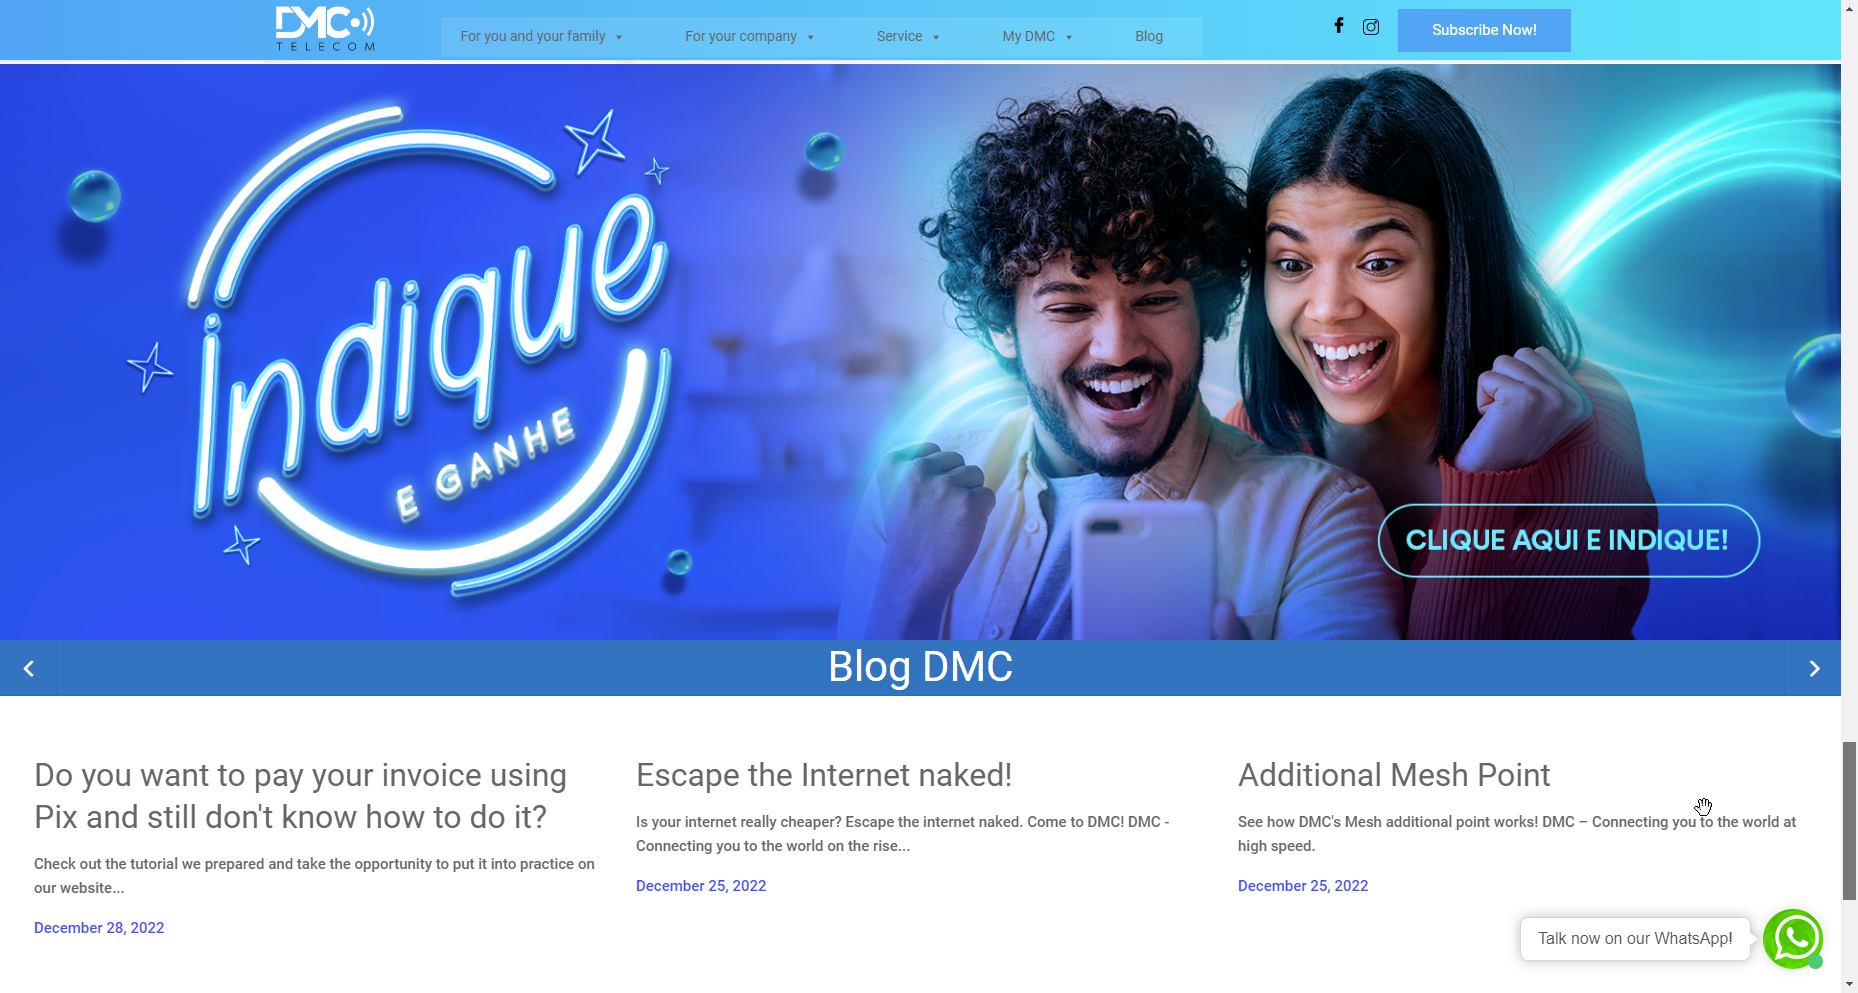 DMC
TELECOM
For you and your family
For your company
Service
My DMC
Blog
Subscribe Now!
indique
E GANHE
CLIQUE AQUI E INDIQUE!
Blog DMC
Do you want to pay your invoice using
Pix and still don't know how to do it?
Check out the tutorial we prepared and take the opportunity to put it into practice on
our website...
December 28, 2022
Escape the Internet naked!
Is your internet really cheaper? Escape the internet naked. Come to DMC! DMC -
Connecting you to the world on the rise...
December 25, 2022
Additional Mesh Point
See how DMC's Mesh additional point works! DMC – Connecting you to the world at
high speed.
December 25, 2022
Talk now on our WhatsApp!